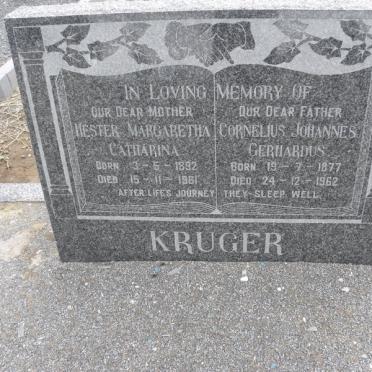 In Loving Memory Of
Our Dear Mother
Hester Margaretha
Catharina
Born 3-6-1892
Died 15-11-1961
Our Dear Father
Cornelius Johannes
Gerhardus
Born 19-7-1877
Died 24-12-1962
After life's journey they sleep well.
KRUGER